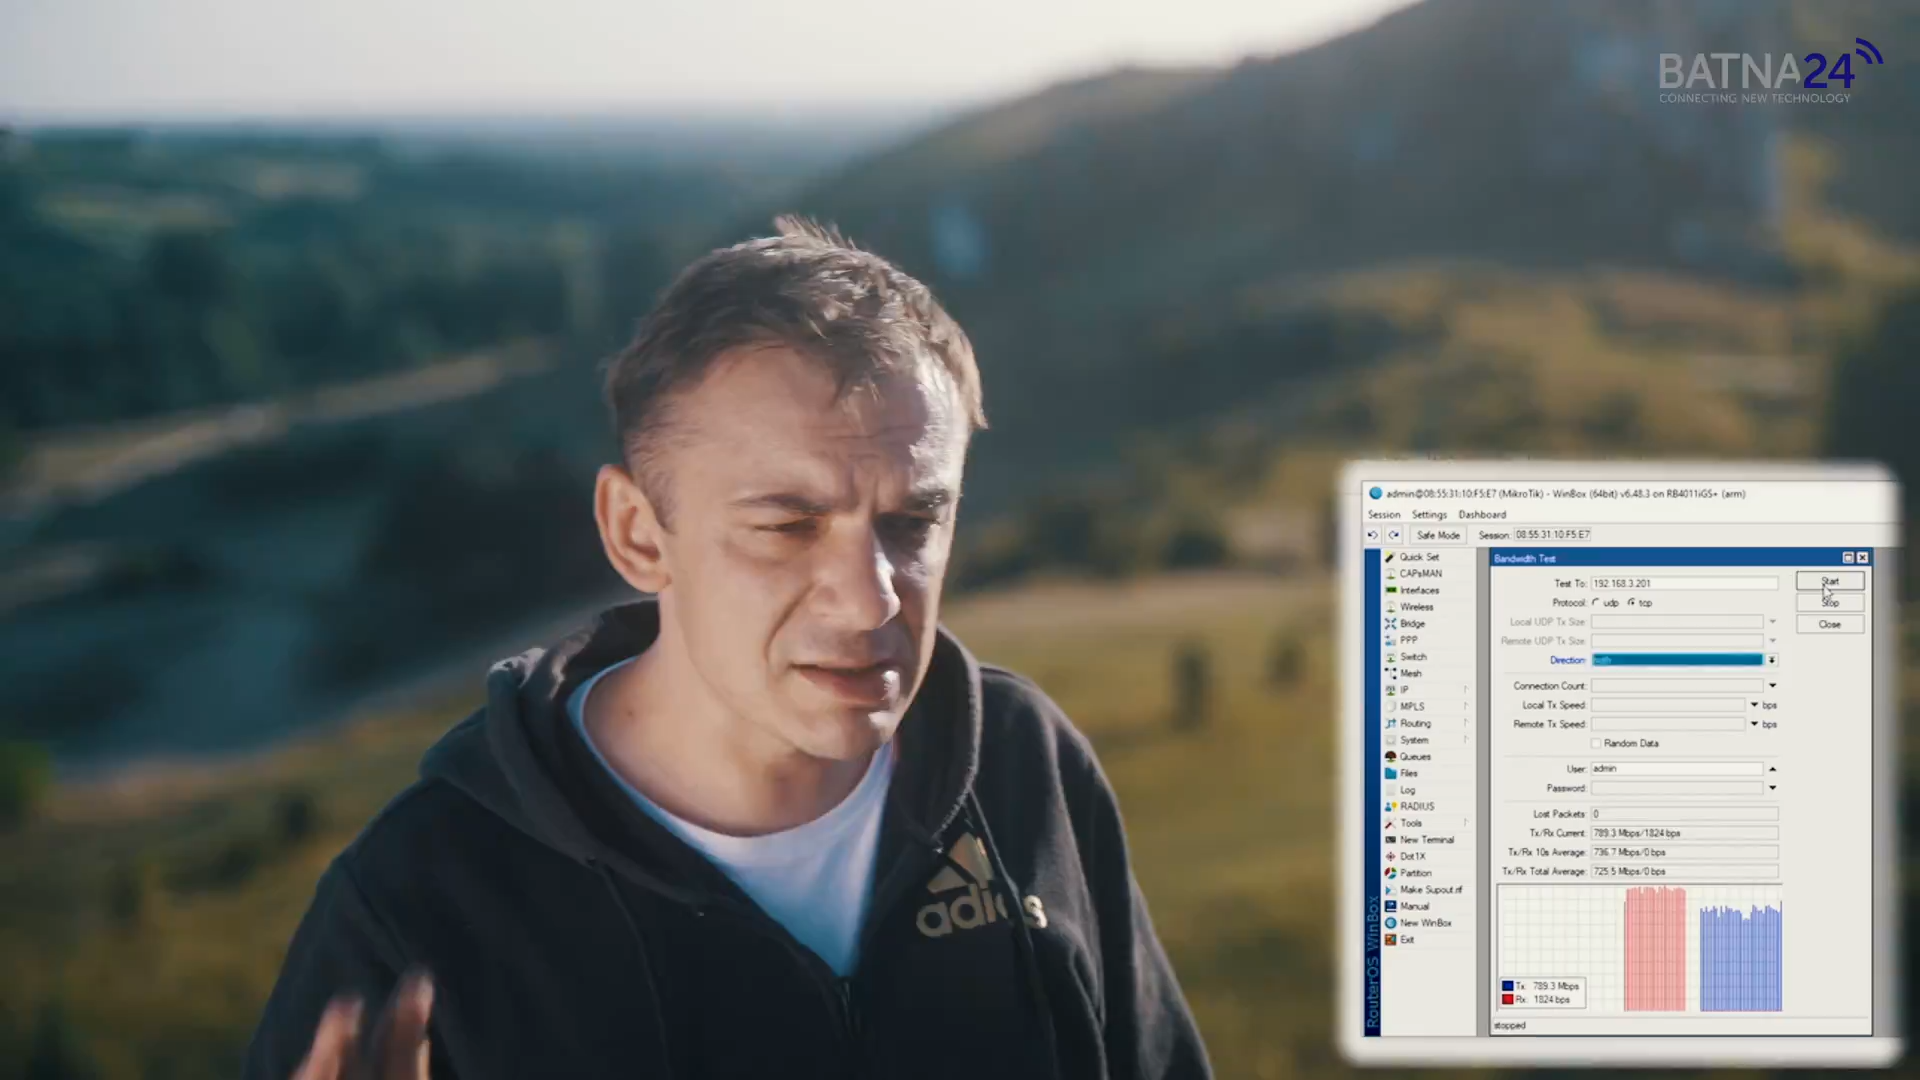 BATNA24
CONNECTING NEW TECHNOLOGY
adidas
admin@08:55:31:10:F5:E7 (MikroTik) - WinBox (64bit) v6.48.3 on RB4011iGS+ (arm)
Session Settings Dashboard
Safe Mode Session: 08:55:31:10:F5:E7
Quick Set
CAPsMAN
Interfaces
Wireless
Bridge
PPP
Switch
Mesh
IP
MPLS
Routing
System
Queues
Files
Log
RADIUS
Tools
New Terminal
Dot1X
Partition
Make Supout.rif
Manual
New WinBox
Exit
RouterOS WinBox
Bandwidth Test
Test To: 192.168.3.201
Protocol: udp tcp
Local UDP Tx Size:
Remote UDP Tx Size:
Direction: both
Connection Count:
Local Tx Speed: bps
Remote Tx Speed: bps
Random Data
User: admin
Password:
Lost Packets: 0
Tx/Rx Current: 789.3 Mbps/1824 bps
Tx/Rx 10s Average: 736.7 Mbps/0 bps
Tx/Rx Total Average: 725.5 Mbps/0 bps
Tx: 789.3 Mbps
Rx: 1824 bps
stopped
Start
Stop
Close